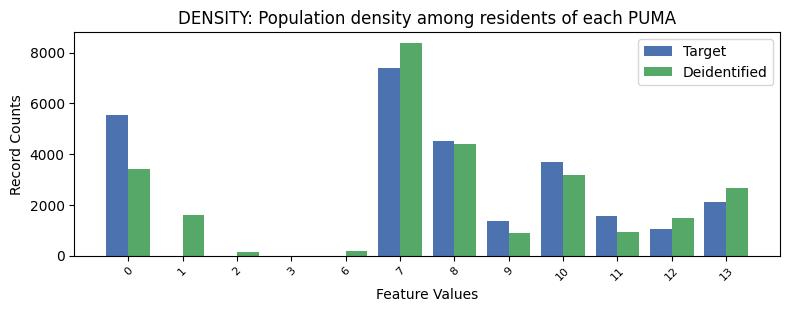 DENSITY: Population density among residents of each PUMA
Record Counts
8000
6000
4000
2000
0
Target
Deidentified
0 1 2 3 6 7 8 9 10 11 12 13
Feature Values